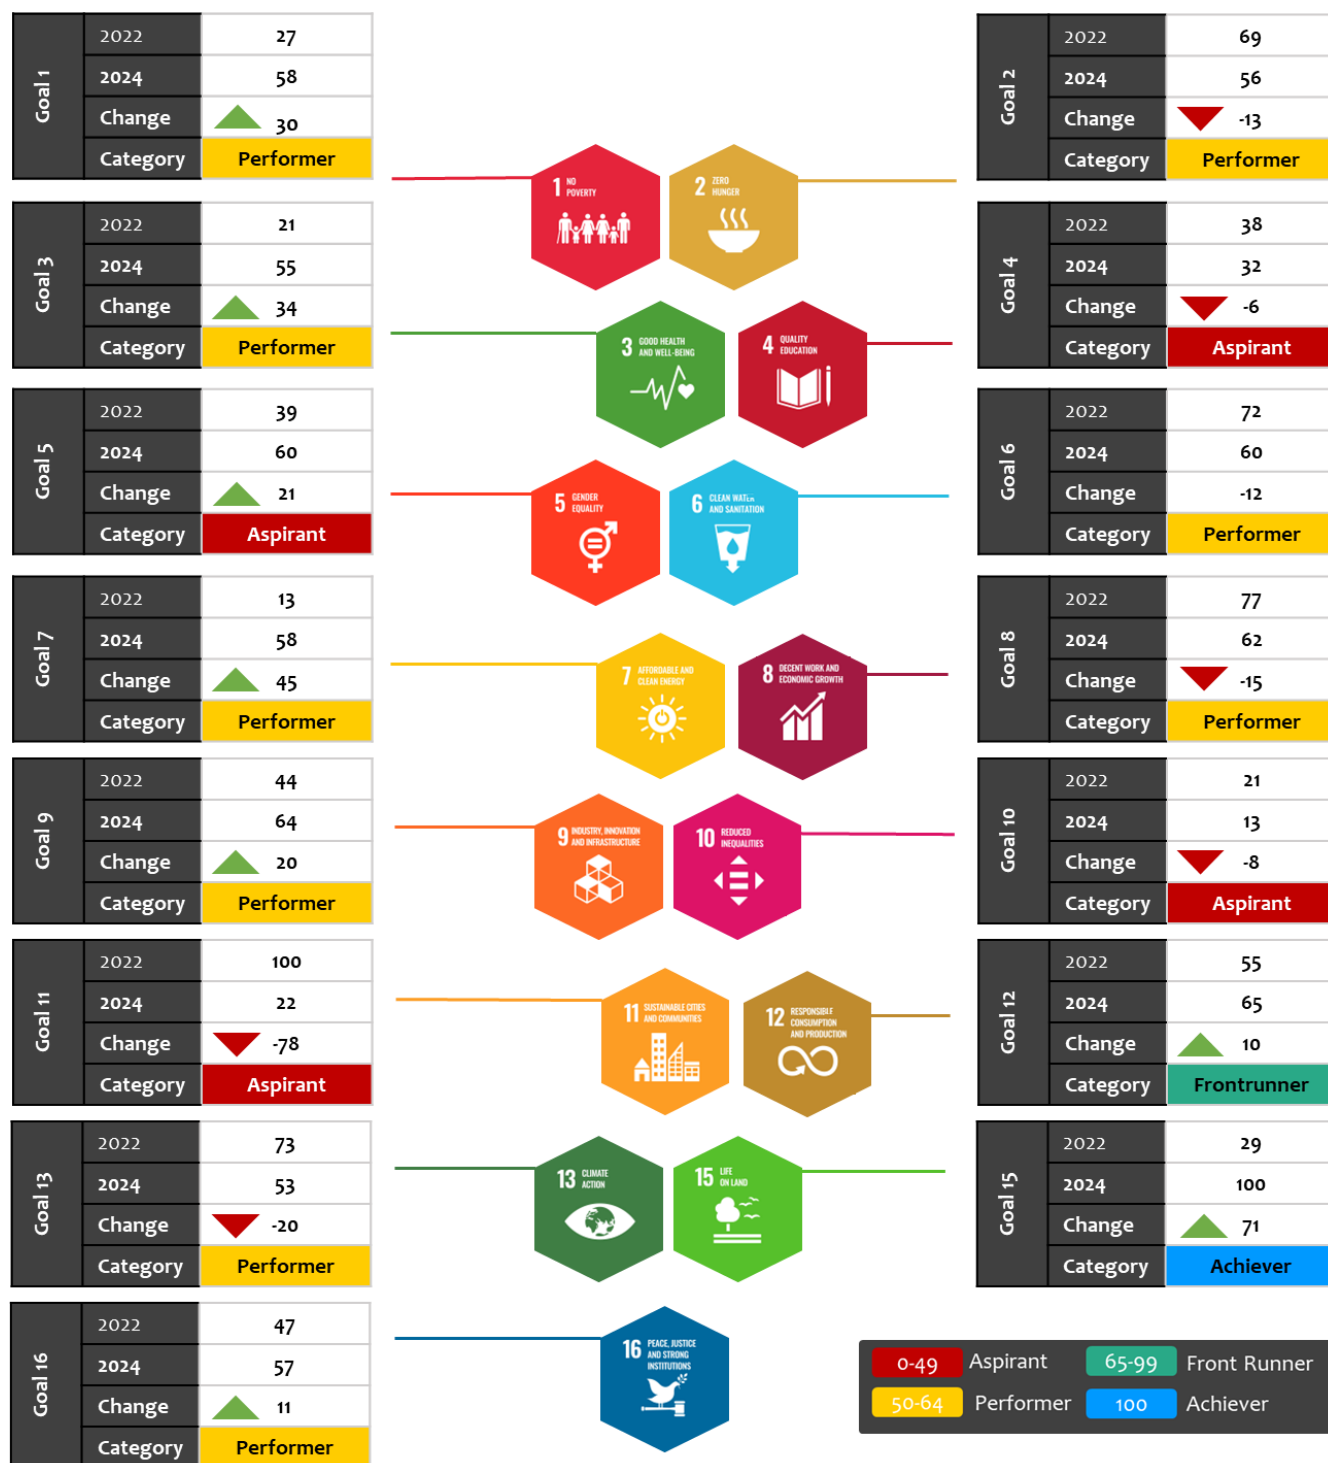 Goal 1
2022 27
2024 58
Change 30
Category Performer
Goal 2
2022 69
2024 56
Change -13
Category Performer
1 NO
POVERTY
2 ZERO
HUNGER
Goal 3
2022 21
2024 55
Change 34
Category Performer
Goal 4
2022 38
2024 32
Change -6
Category Aspirant
3 GOOD HEALTH
AND WELL-BEING
4 QUALITY
EDUCATION
Goal 5
2022 39
2024 60
Change 21
Category Aspirant
Goal 6
2022 72
2024 60
Change -12
Category Performer
5 GENDER
EQUALITY
6 CLEAN WATER
AND SANITATION
Goal 7
2022 13
2024 58
Change 45
Category Performer
Goal 8
2022 77
2024 62
Change -15
Category Performer
7 AFFORDABLE AND
CLEAN ENERGY
8 DECENT WORK AND
ECONOMIC GROWTH
Goal 9
2022 44
2024 64
Change 20
Category Performer
Goal 10
2022 21
2024 13
Change -8
Category Aspirant
9 INDUSTRY, INNOVATION
AND INFRASTRUCTURE
10 REDUCED
INEQUALITIES
Goal 11
2022 100
2024 22
Change -78
Category Aspirant
Goal 12
2022 55
2024 65
Change 10
Category Frontrunner
11 SUSTAINABLE CITIES
AND COMMUNITIES
12 RESPONSIBLE
CONSUMPTION
AND PRODUCTION
Goal 13
2022 73
2024 53
Change -20
Category Performer
Goal 15
2022 29
2024 100
Change 71
Category Achiever
13 CLIMATE
ACTION
15 LIFE
ON LAND
Goal 16
2022 47
2024 57
Change 11
Category Performer
16 PEACE, JUSTICE
AND STRONG
INSTITUTIONS
0-49 Aspirant 65-99 Front Runner
50-64 Performer 100 Achiever